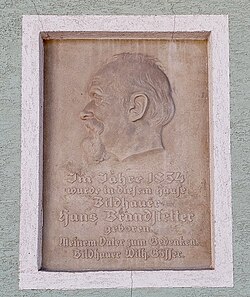 Im Jahre 1854
wurde in diesem Hause
Bildhauer
Hans Brandstetter
geboren.
Meinem Vater zum Gedenken.
Bildhauer Wilh. Gösser.